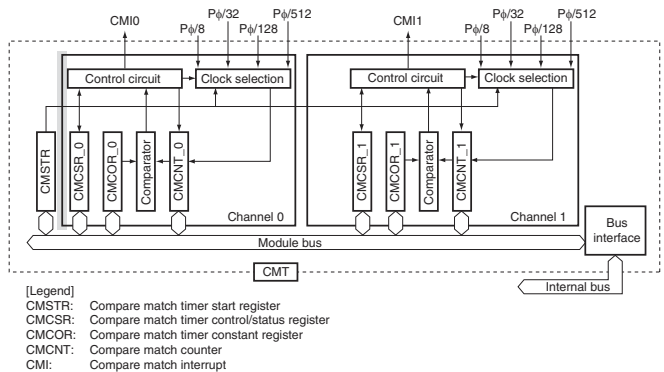 CMI0
Pφ/8
Pφ/32
Pφ/128
Pφ/512
CMI1
Pφ/8
Pφ/32
Pφ/128
Pφ/512
Control circuit
Clock selection
Control circuit
Clock selection
CMSTR
CMCSR_0
CMCOR_0
Comparator
CMCNT_0
Channel 0
CMCSR_1
CMCOR_1
Comparator
CMCNT_1
Channel 1
Module bus
Bus
interface
CMT
Internal bus
[Legend]
CMSTR: Compare match timer start register
CMCSR: Compare match timer control/status register
CMCOR: Compare match timer constant register
CMCNT: Compare match counter
CMI: Compare match interrupt